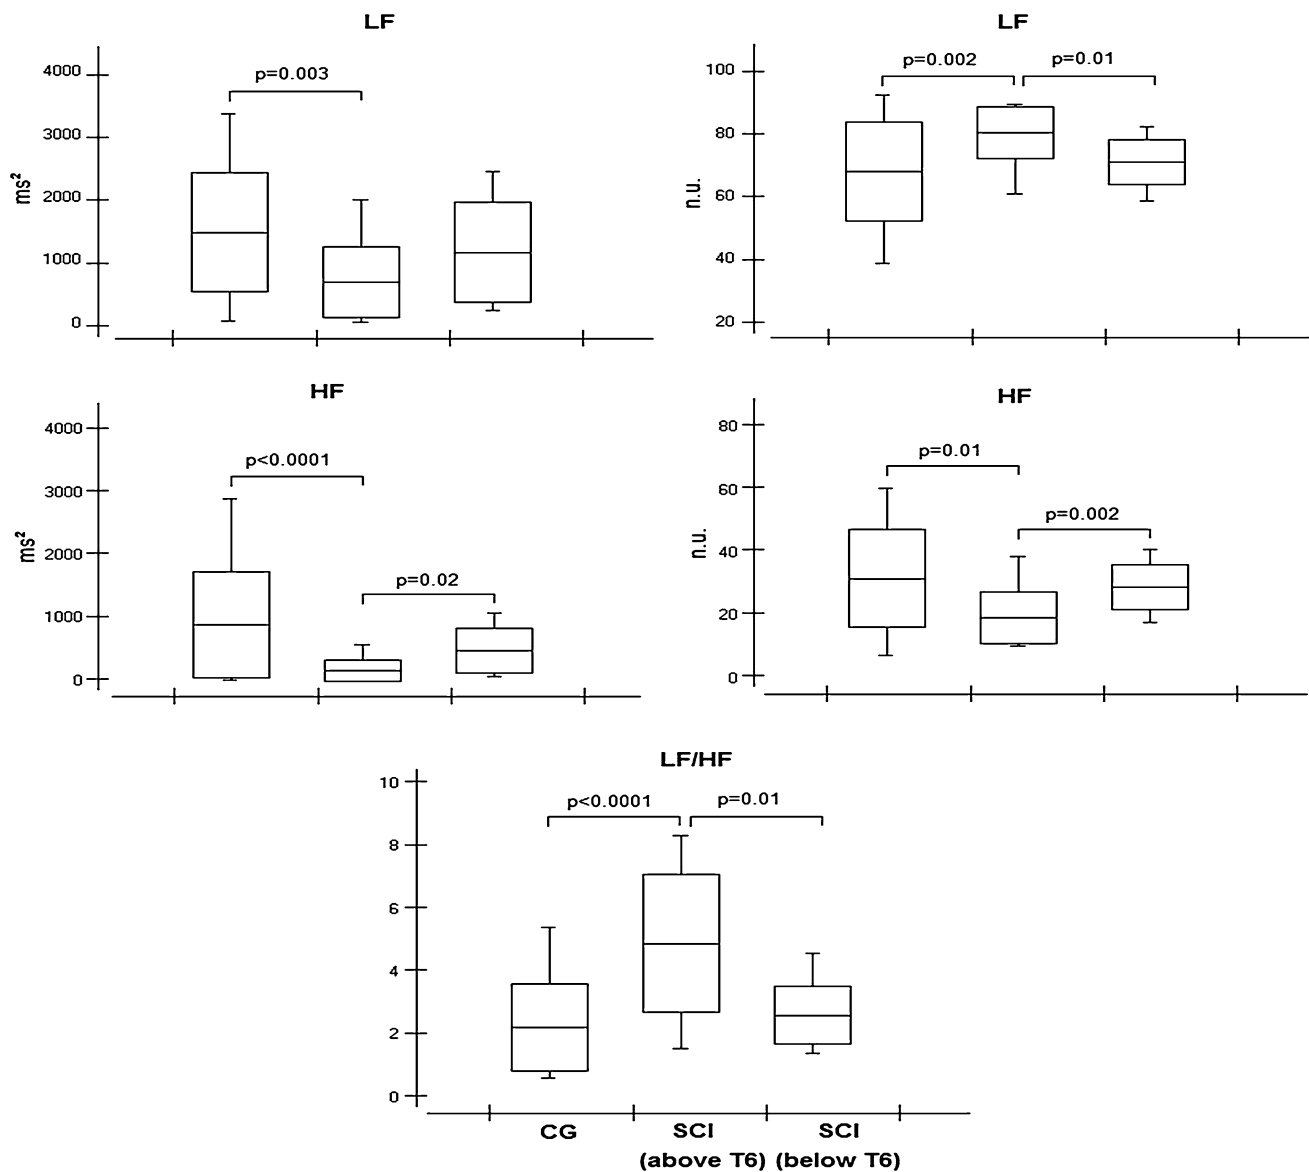 LF
4000
3000
2000
1000
0
ms²
p=0.003
LF
100
80
60
40
20
n.u.
p=0.002
p=0.01
HF
4000
3000
2000
1000
0
ms²
p<0.0001
p=0.02
HF
80
60
40
20
0
n.u.
p=0.01
p=0.002
LF/HF
10
8
6
4
2
0
p<0.0001
p=0.01
CG
SCI
(above T6)
SCI
(below T6)